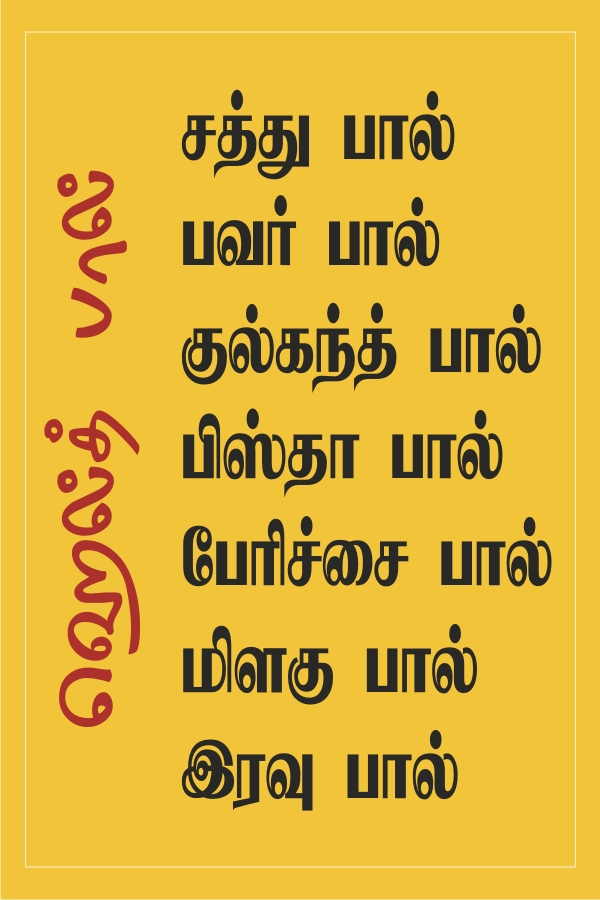 ஹெல்த் பால்
சத்து பால்
பவர் பால்
குல்கந்த் பால்
பிஸ்தா பால்
பேரிச்சை பால்
மிளகு பால்
இரவு பால்